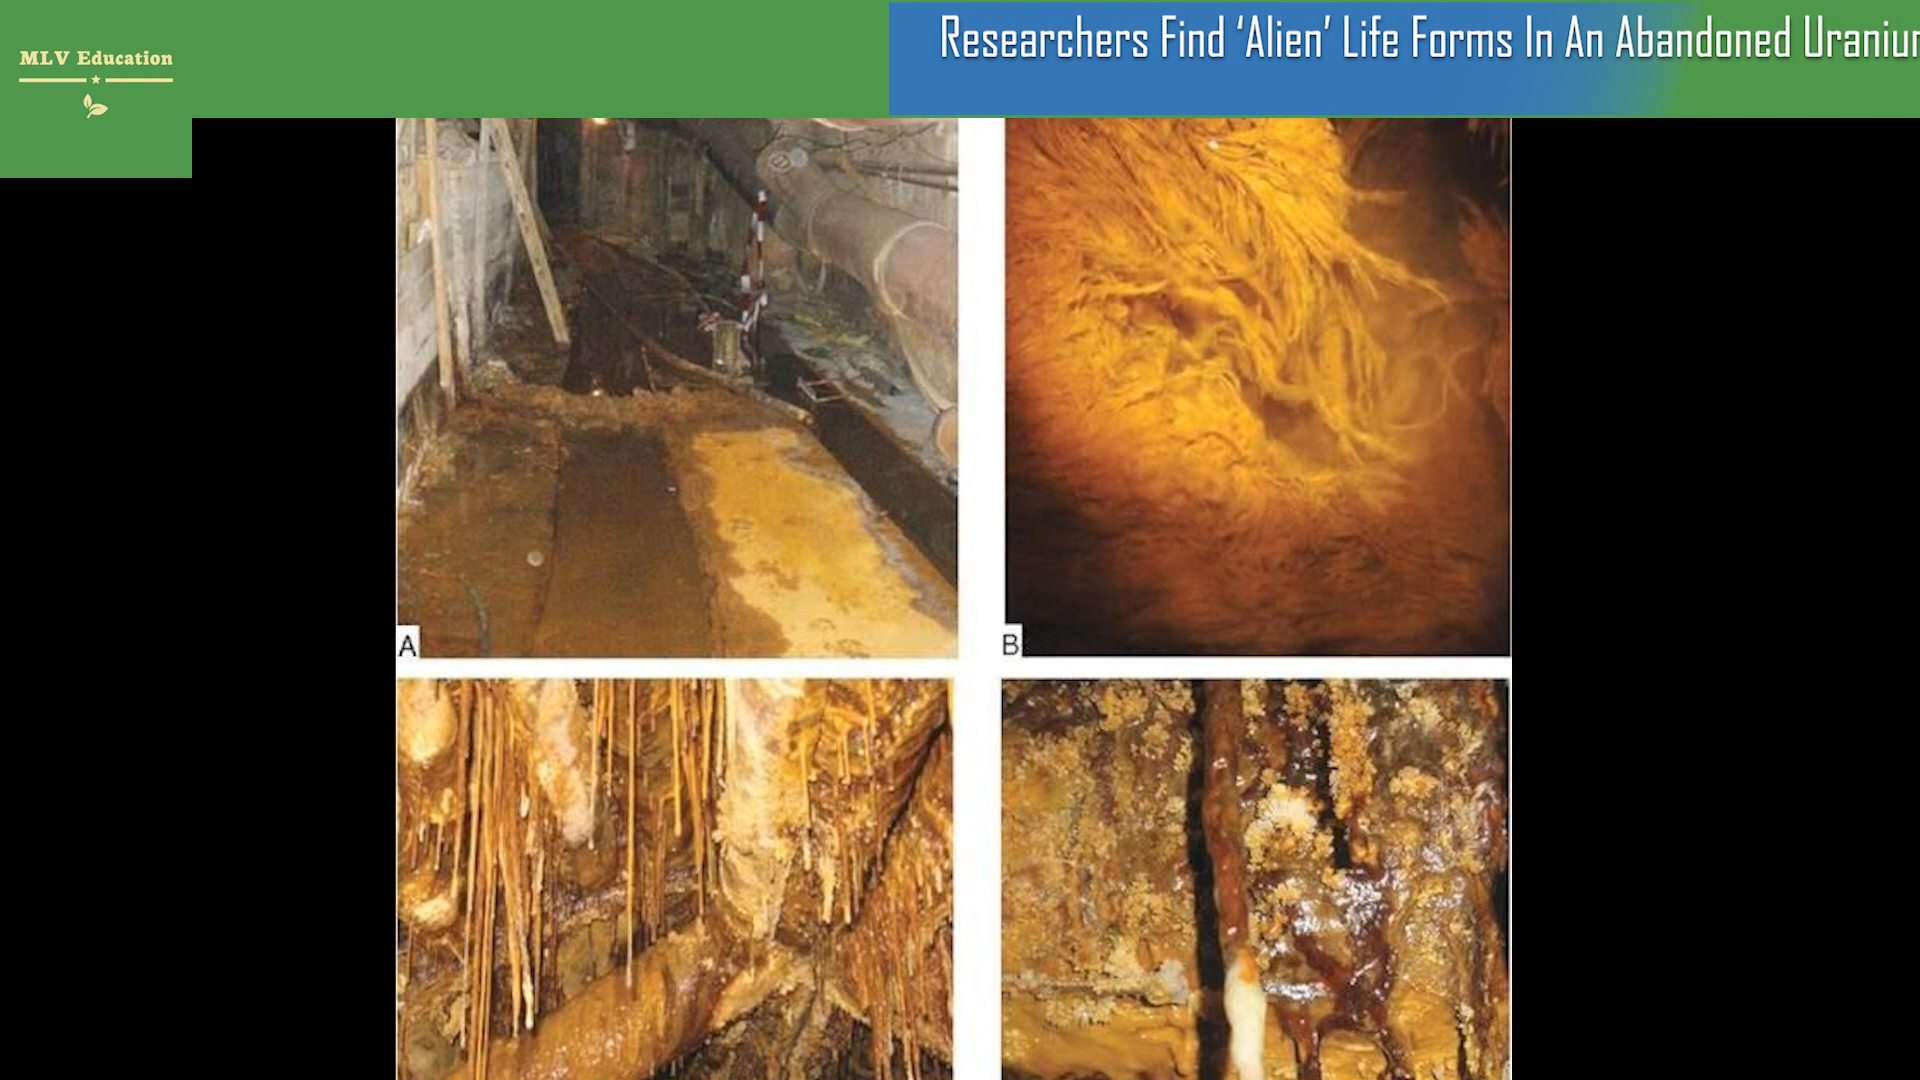 MLV Education
Researchers Find ‘Alien’ Life Forms In An Abandoned
A
B